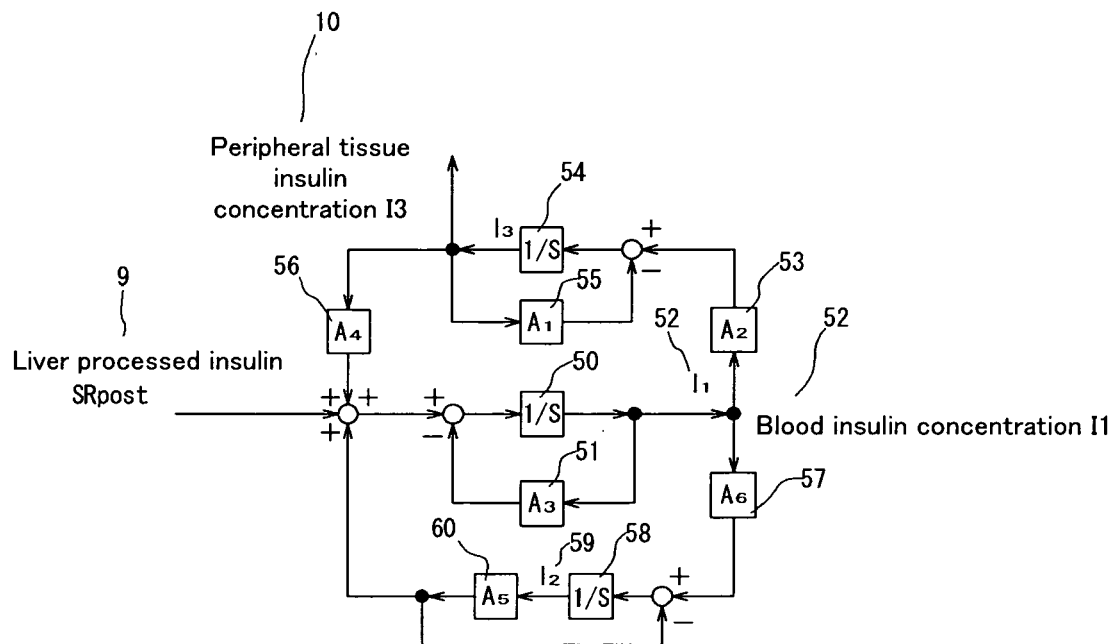 10
Peripheral tissue
insulin
concentration I3
54
I₃
1/S
+
−
53
56
9
55
A₁
52
A₂
52
A₄
50
I₁
Liver processed insulin
SRpost
+
+
+
+
−
1/S
Blood insulin concentration I1
51
A₃
A₆
57
60
59
58
I₂
A₅
1/S
+
−